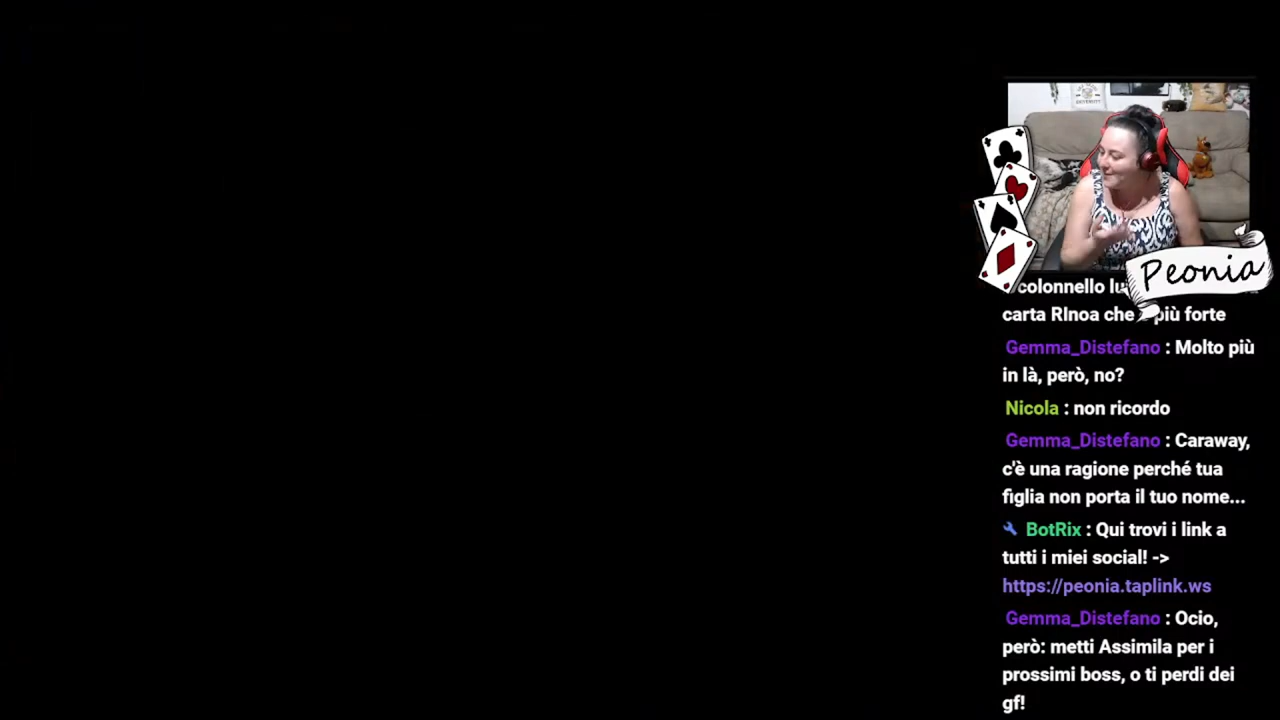 UNIVERSITY
Peonia
colonnello lu
carta RInoa che è più forte
Gemma_Distefano : Molto più
in là, però, no?
Nicola : non ricordo
Gemma_Distefano : Caraway,
c'è una ragione perché tua
figlia non porta il tuo nome...
BotRix : Qui trovi i link a
tutti i miei social! ->
https://peonia.taplink.ws
Gemma_Distefano : Ocio,
però: metti Assimila per i
prossimi boss, o ti perdi dei
gf!